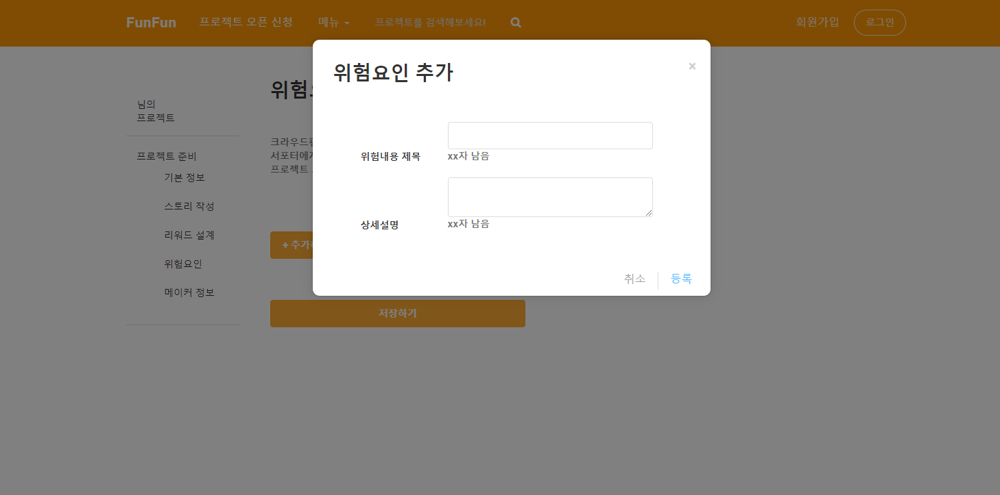 FunFun 프로젝트 오픈 신청 메뉴 프로젝트를 검색해보세요! 회원가입 로그인
위험요인 추가
×
위험
님의
프로젝트
프로젝트 준비
기본 정보
스토리 작성
리워드 설계
위험요인
메이커 정보
크라우드
서포터에
프로젝트
+ 추가
저장하기
위험내용 제목
xx자 남음
상세설명
xx자 남음
취소 등록